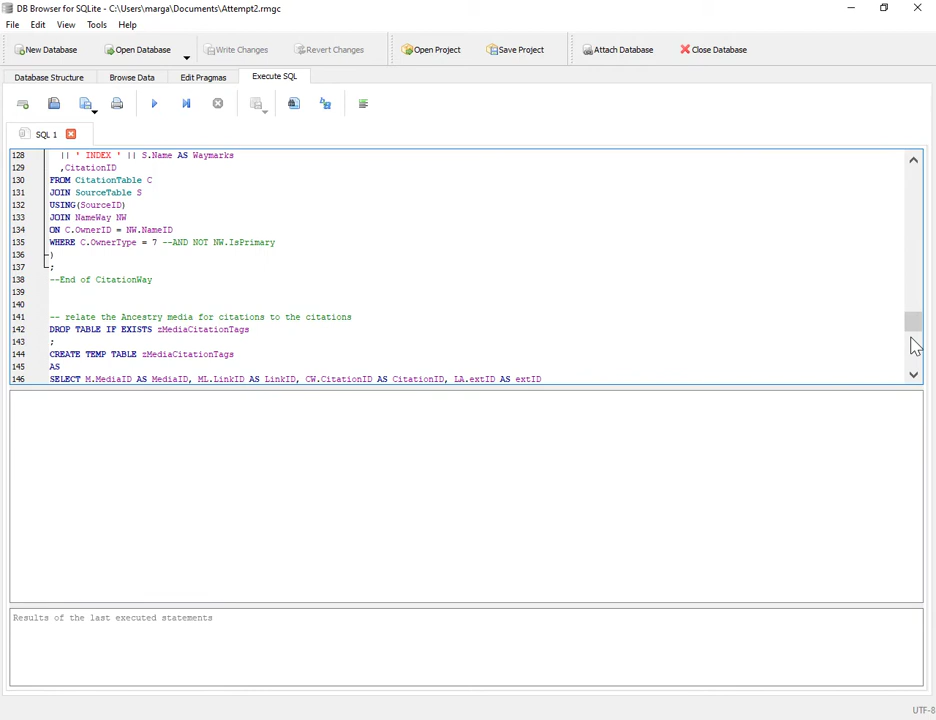 DB Browser for SQLite - C:\Users\marga\Documents\Attempt2.rmgc
File Edit View Tools Help
New Database Open Database Write Changes Revert Changes Open Project Save Project Attach Database Close Database
Database Structure Browse Data Edit Pragmas Execute SQL
SQL 1
128 || ' INDEX ' || S.Name AS Waymarks
129 ,CitationID
130 FROM CitationTable C
131 JOIN SourceTable S
132 USING(SourceID)
133 JOIN NameWay NW
134 ON C.OwnerID = NW.NameID
135 WHERE C.OwnerType = 7 --AND NOT NW.IsPrimary
136 )
137 ;
138 --End of CitationWay
139
140
141 -- relate the Ancestry media for citations to the citations
142 DROP TABLE IF EXISTS zMediaCitationTags
143 ;
144 CREATE TEMP TABLE zMediaCitationTags
145 AS
146 SELECT M.MediaID AS MediaID, ML.LinkID AS LinkID, CW.CitationID AS CitationID, LA.extID AS extID
Results of the last executed statements
UTF-8